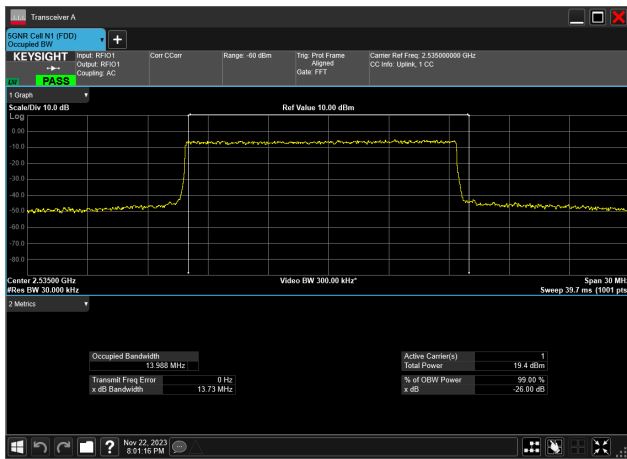 Transceiver A
5GNR Cell N1 (FDD)
Occupied BW
KEYSIGHT
LXI
PASS
Input: RFIO1
Output: RFIO1
Coupling: AC
Corr CCorr
Range: -60 dBm
Trig: Prot Frame
Aligned
Gate: FFT
Carrier Ref Freq: 2.535000000 GHz
CC Info: Uplink, 1 CC
1 Graph
Scale/Div 10.0 dB
Ref Value 10.00 dBm
Log
0.00
-10.0
-20.0
-30.0
-40.0
-50.0
-60.0
-70.0
-80.0
Center 2.53500 GHz
Video BW 300.00 kHz*
Span 30 MHz
#Res BW 30.000 kHz
Sweep 39.7 ms (1001 pts
2 Metrics
Occupied Bandwidth
13.988 MHz
Transmit Freq Error 0 Hz
x dB Bandwidth 13.73 MHz
Active Carrier(s) 1
Total Power 19.4 dBm
% of OBW Power 99.00 %
x dB -26.00 dB
?
Nov 22, 2023
8:01:16 PM